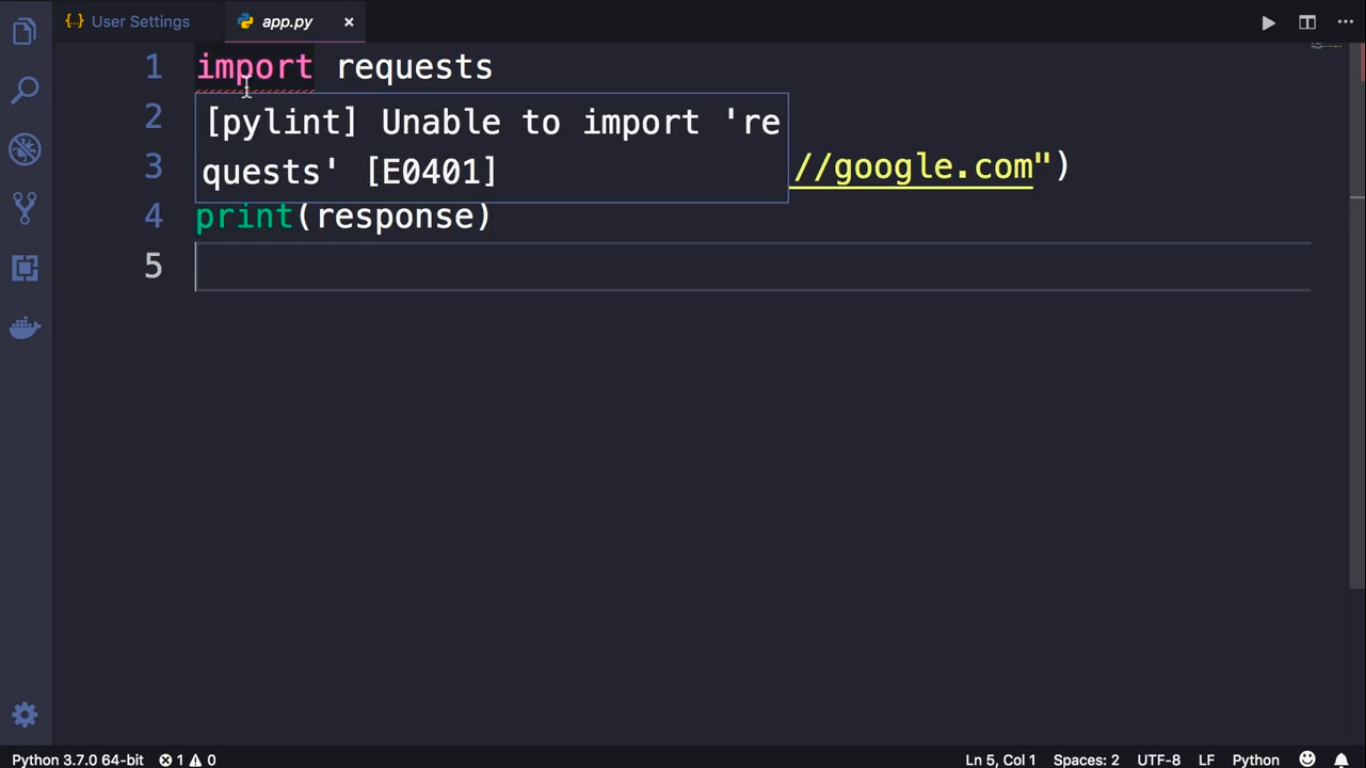 User Settings
app.py
1 import requests
2
[pylint] Unable to import 're
quests' [E0401]
3 //google.com")
4 print(response)
5
Python 3.7.0 64-bit 1 0
Ln 5, Col 1 Spaces: 2 UTF-8 LF Python